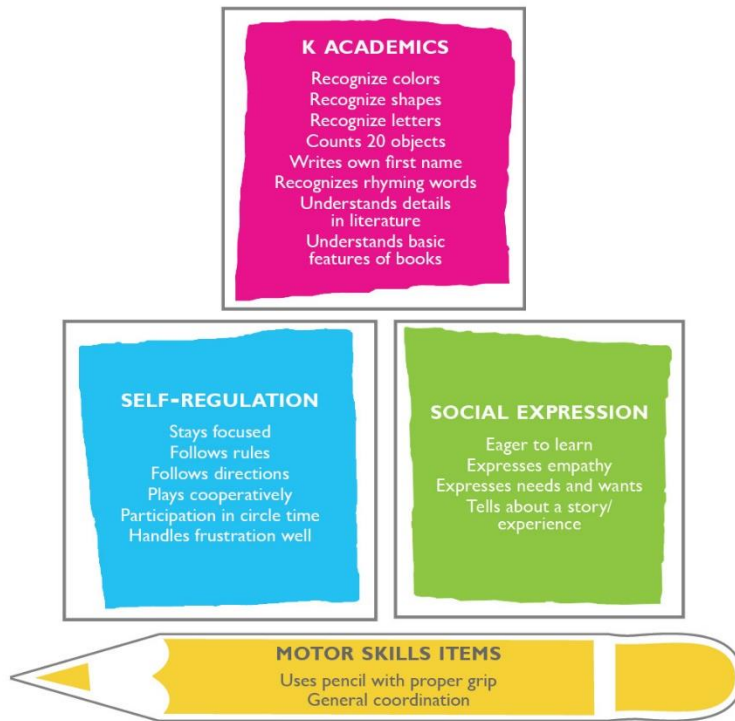 K ACADEMICS
Recognize colors
Recognize shapes
Recognize letters
Counts 20 objects
Writes own first name
Recognizes rhyming words
Understands details
in literature
Understands basic
features of books
SELF-REGULATION
Stays focused
Follows rules
Follows directions
Plays cooperatively
Participation in circle time
Handles frustration well
SOCIAL EXPRESSION
Eager to learn
Expresses empathy
Expresses needs and wants
Tells about a story/
experience
MOTOR SKILLS ITEMS
Uses pencil with proper grip
General coordination